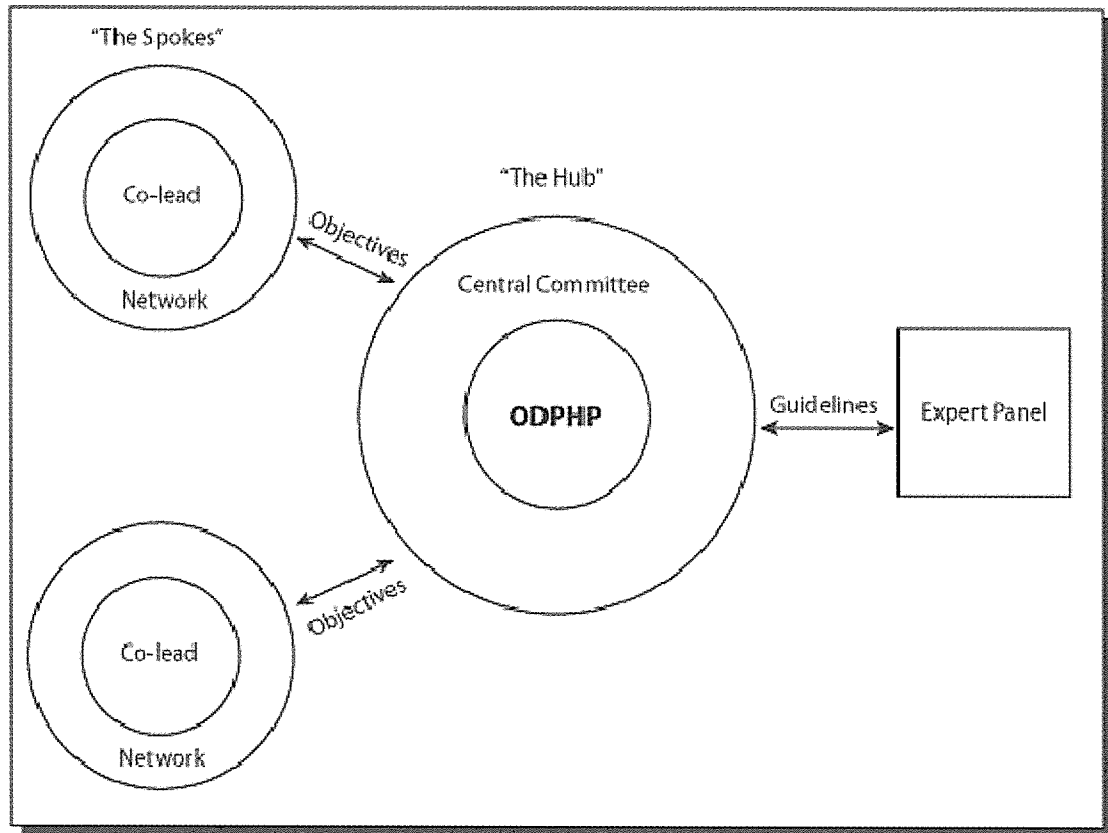 "The Spokes"
Co-lead
Network
Objectives
"The Hub"
Central Committee
ODPHP
Guidelines
Expert Panel
Objectives
Co-lead
Network